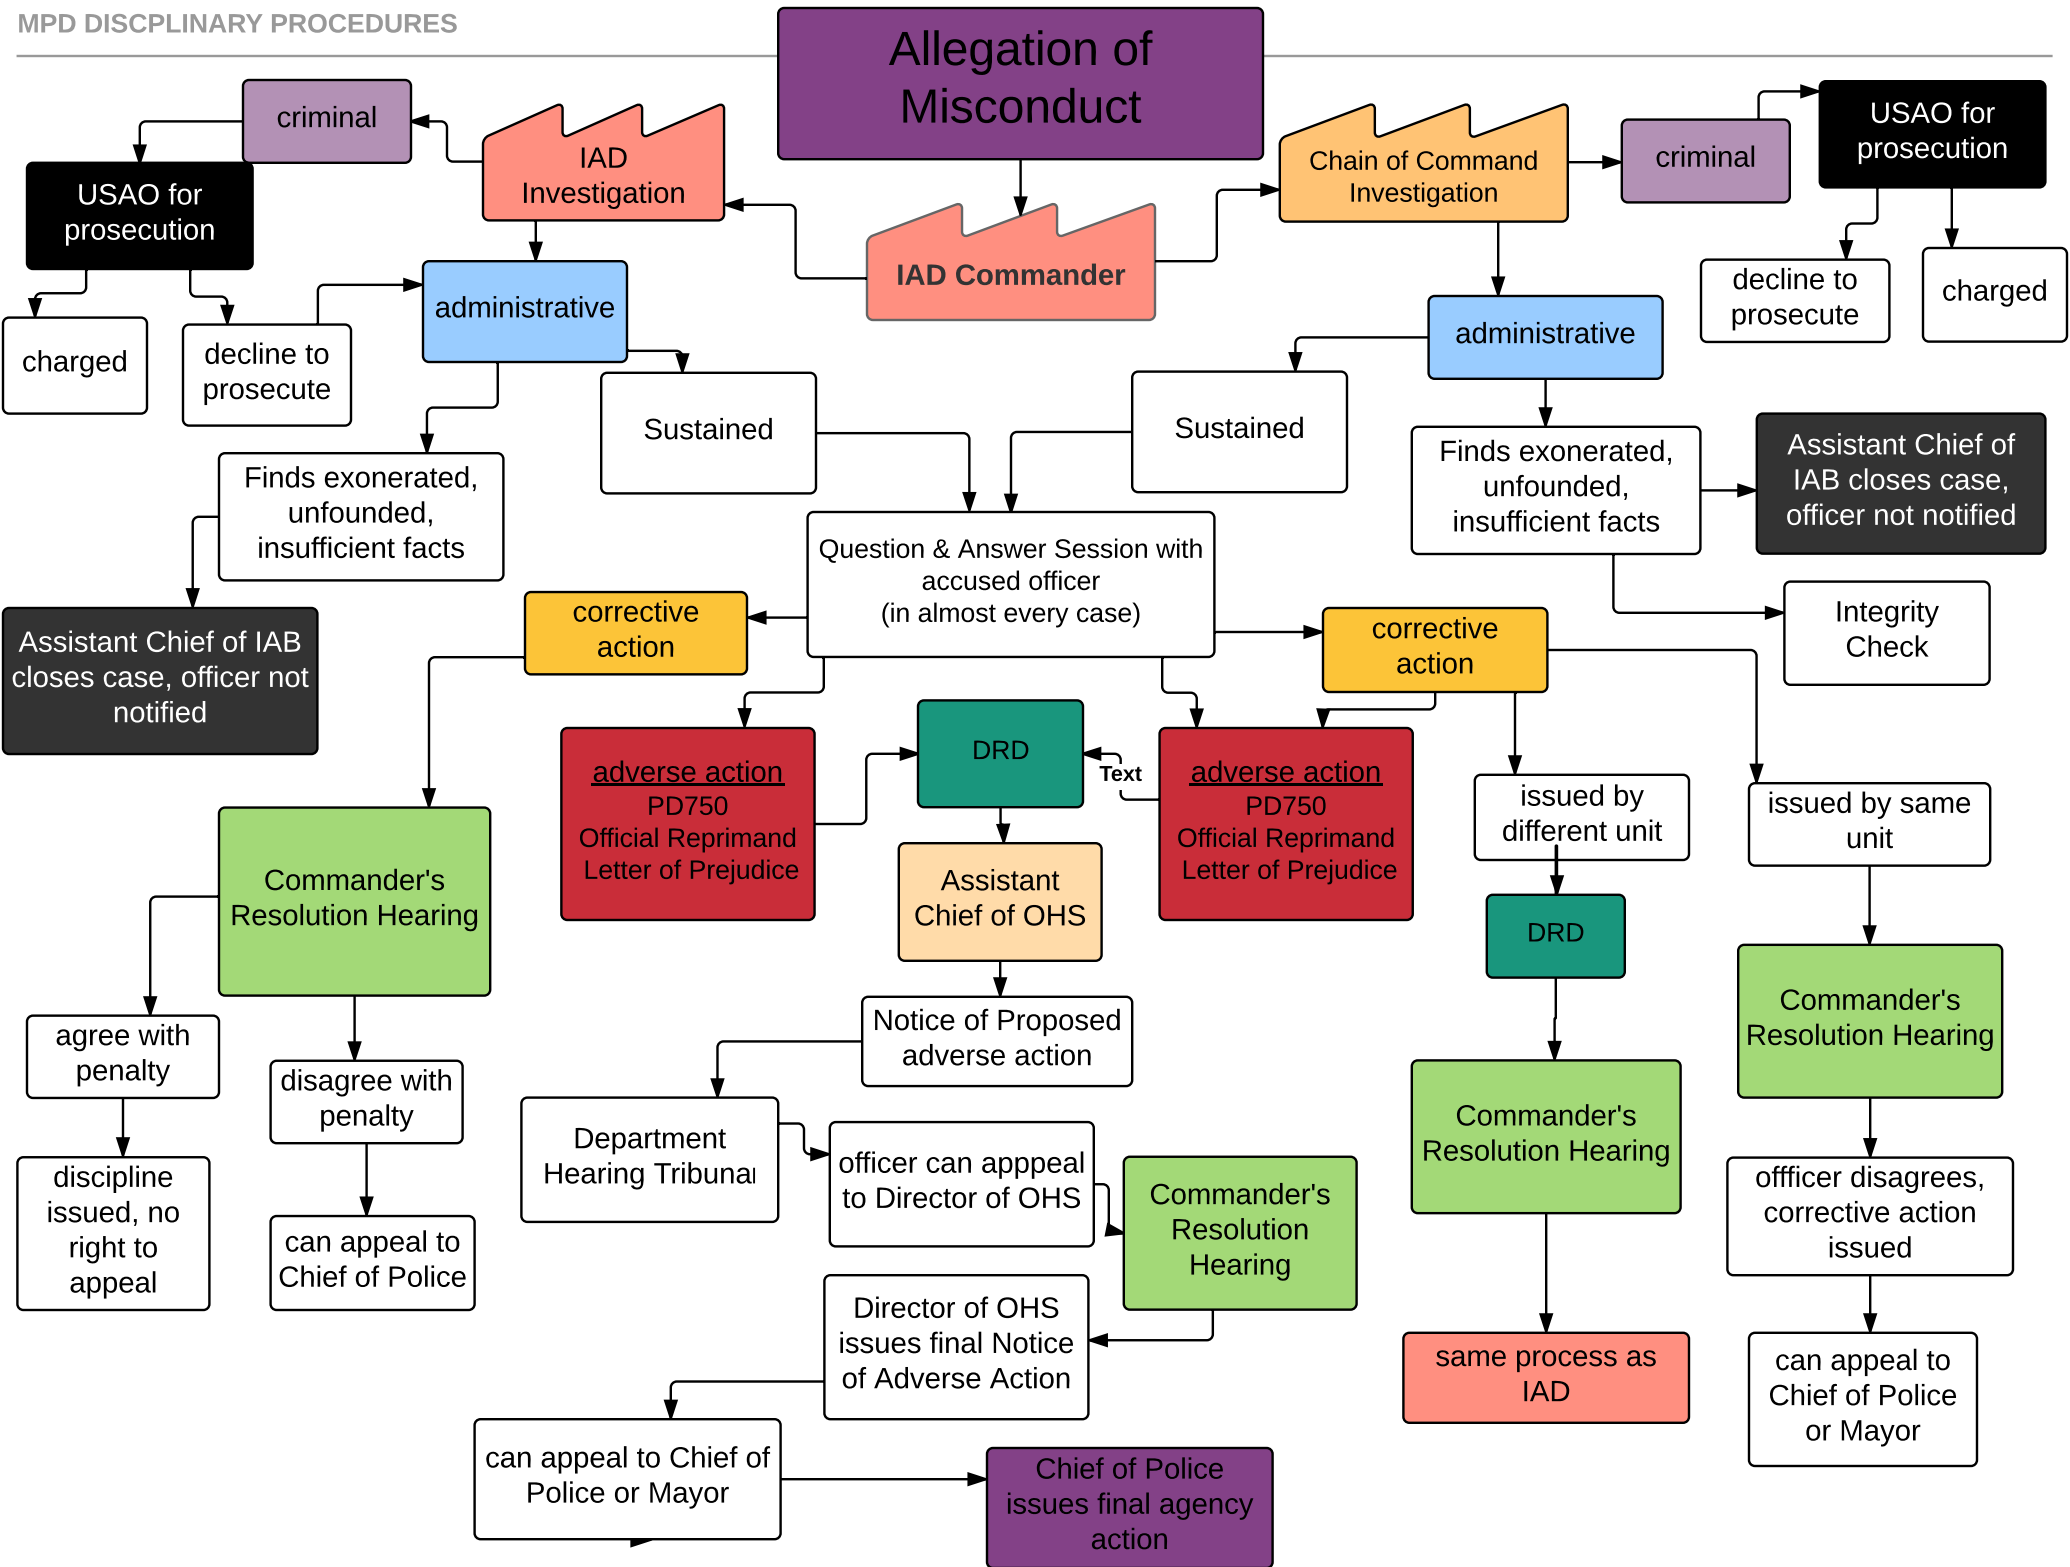 MPD DISCPLINARY PROCEDURES
Allegation of
Misconduct
criminal
IAD
Investigation
USAO for
prosecution
charged
decline to
prosecute
administrative
IAD Commander
Chain of Command
Investigation
criminal
USAO for
prosecution
decline to
prosecute
charged
administrative
Sustained
Sustained
Finds exonerated,
unfounded,
insufficient facts
Assistant Chief of IAB
closes case, officer not
notified
Finds exonerated,
unfounded,
insufficient facts
Assistant Chief of
IAB closes case,
officer not notified
Integrity
Check
Question & Answer Session with
accused officer
(in almost every case)
corrective
action
corrective
action
adverse action
PD750
Official Reprimand
Letter of Prejudice
DRD
Text
adverse action
PD750
Official Reprimand
Letter of Prejudice
issued by
different unit
issued by same
unit
Commander's
Resolution Hearing
Assistant
Chief of OHS
DRD
Commander's
Resolution Hearing
agree with
penalty
disagree with
penalty
Notice of Proposed
adverse action
Commander's
Resolution Hearing
discipline
issued, no
right to
appeal
can appeal to
Chief of Police
Department
Hearing Tribunal
officer can apppeal
to Director of OHS
Commander's
Resolution
Hearing
offficer disagrees,
corrective action
issued
Director of OHS
issues final Notice
of Adverse Action
same process as
IAD
can appeal to
Chief of Police
or Mayor
can appeal to Chief of
Police or Mayor
Chief of Police
issues final agency
action